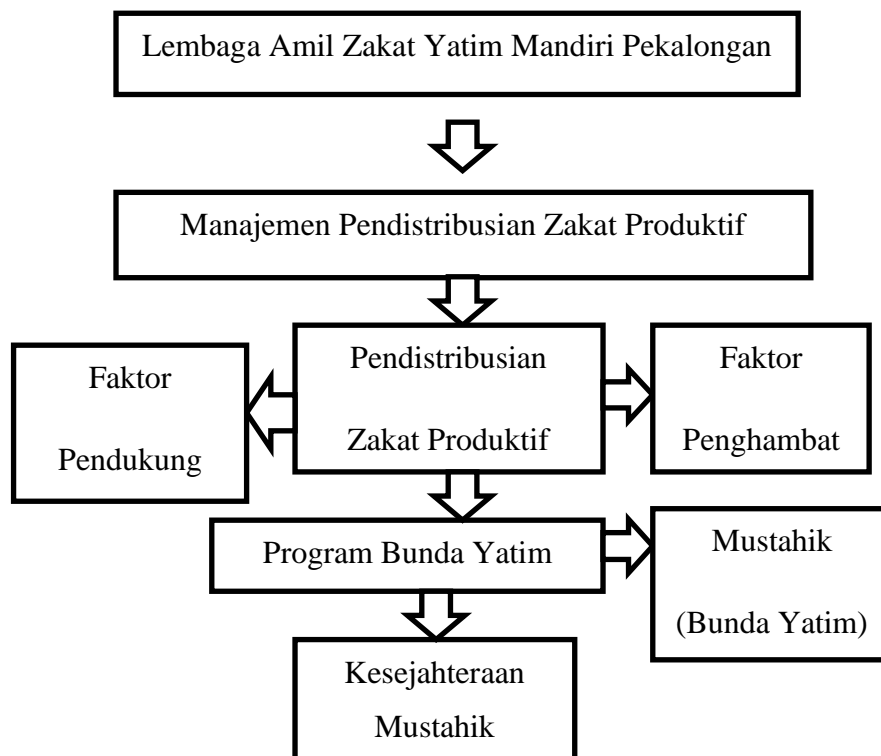 Lembaga Amil Zakat Yatim Mandiri Pekalongan
Manajemen Pendistribusian Zakat Produktif
Faktor
Pendukung
Pendistribusian
Zakat Produktif
Faktor
Penghambat
Program Bunda Yatim
Mustahik
(Bunda Yatim)
Kesejahteraan
Mustahik